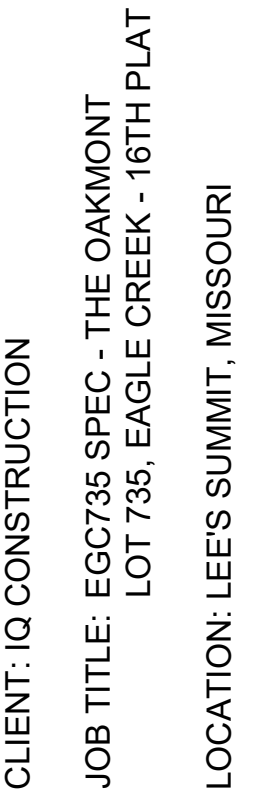 CLIENT: IQ CONSTRUCTION
JOB TITLE: EGC735 SPEC - THE OAKMONT
LOT 735, EAGLE CREEK - 16TH PLAT
LOCATION: LEE'S SUMMIT, MISSOURI